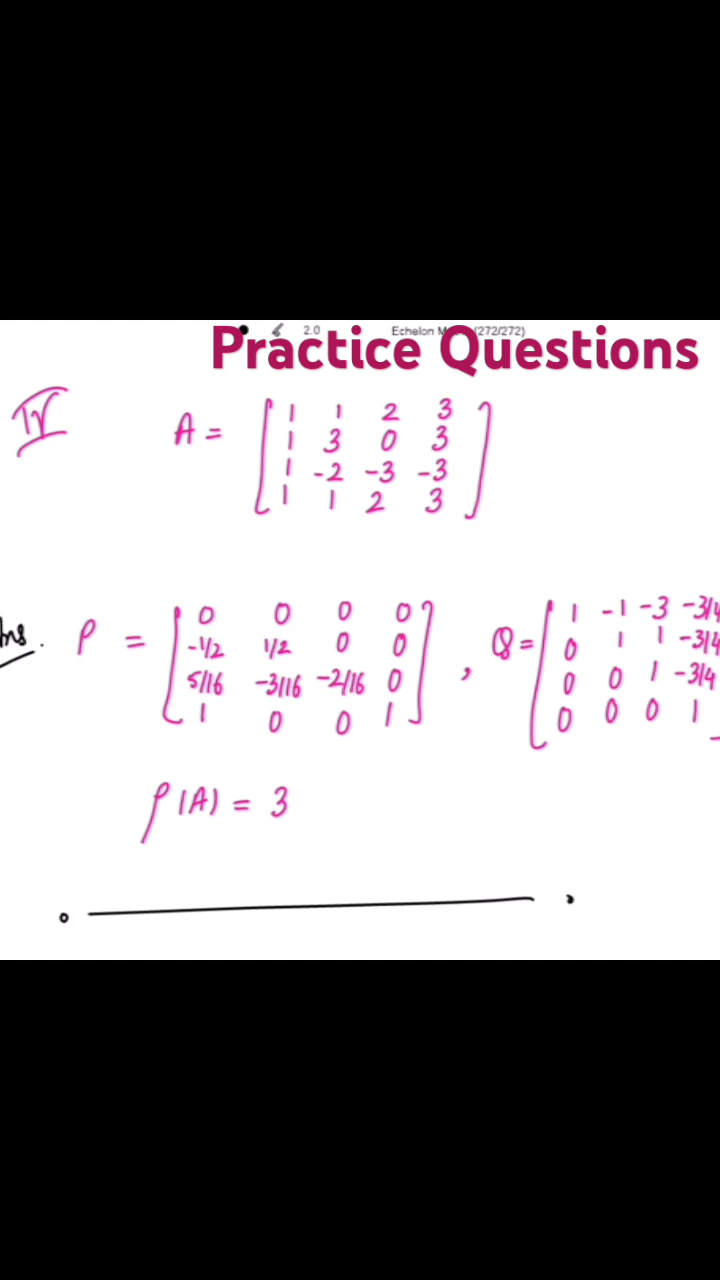 2.0 Echelon M (272/272)
Practice Questions
IV A = [ 1 1 2 3
1 3 0 3
1 -2 -3 -3
1 1 2 3 ]
Ans. P = [ 0 0 0 0
-1/2 1/2 0 0
5/16 -3/16 -2/16 0
1 0 0 1 ] , Q = [ 1 -1 -3 -3/4
0 1 1 -3/4
0 0 1 -3/4
0 0 0 1
ρ(A) = 3